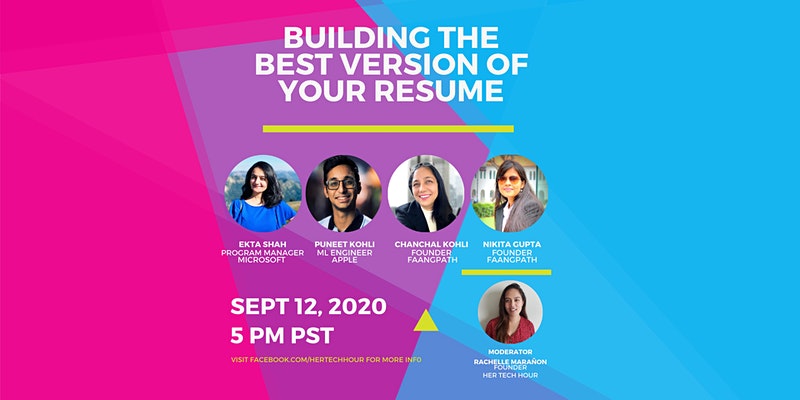 BUILDING THE
BEST VERSION OF
YOUR RESUME
EKTA SHAH
PROGRAM MANAGER
MICROSOFT
PUNEET KOHLI
ML ENGINEER
APPLE
CHANCHAL KOHLI
FOUNDER
FAANGPATH
NIKITA GUPTA
FOUNDER
FAANGPATH
SEPT 12, 2020
5 PM PST
VISIT FACEBOOK.COM/HERTECHHOUR FOR MORE INF0
MODERATOR
RACHELLE MARAÑON
FOUNDER
HER TECH HOUR